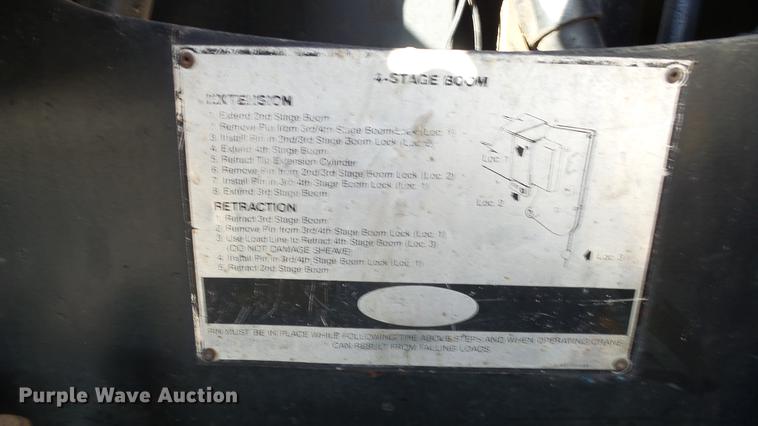 4-STAGE BOOM
EXTENSION
1. Extend 2nd Stage Boom
2. Remove Pin from 3rd/4th Stage Boom Lock (Loc. 1)
3. Install Pin in 2nd/3rd Stage Boom Lock (Loc. 2)
4. Extend 4th Stage Boom
5. Retract Tip Extension Cylinder
6. Remove Pin from 2nd/3rd Stage Boom Lock (Loc. 2)
7. Install Pin in 3rd/4th Stage Boom Lock (Loc. 1)
8. Extend 3rd Stage Boom
RETRACTION
1. Retract 3rd Stage Boom
2. Remove Pin from 3rd/4th Stage Boom Lock (Loc. 1)
3. Use Load Line to Retract 4th Stage Boom (Loc. 3)
(DO NOT DAMAGE SHEAVE)
4. Install Pin in 3rd/4th Stage Boom Lock (Loc. 1)
5. Retract 2nd Stage Boom
Loc. 1
Loc. 2
Loc. 3
PIN MUST BE IN PLACE WHILE FOLLOWING THE ABOVE STEPS AND WHEN OPERATING CRANE
CAN RESULT FROM FALLING LOADS
Purple Wave Auction